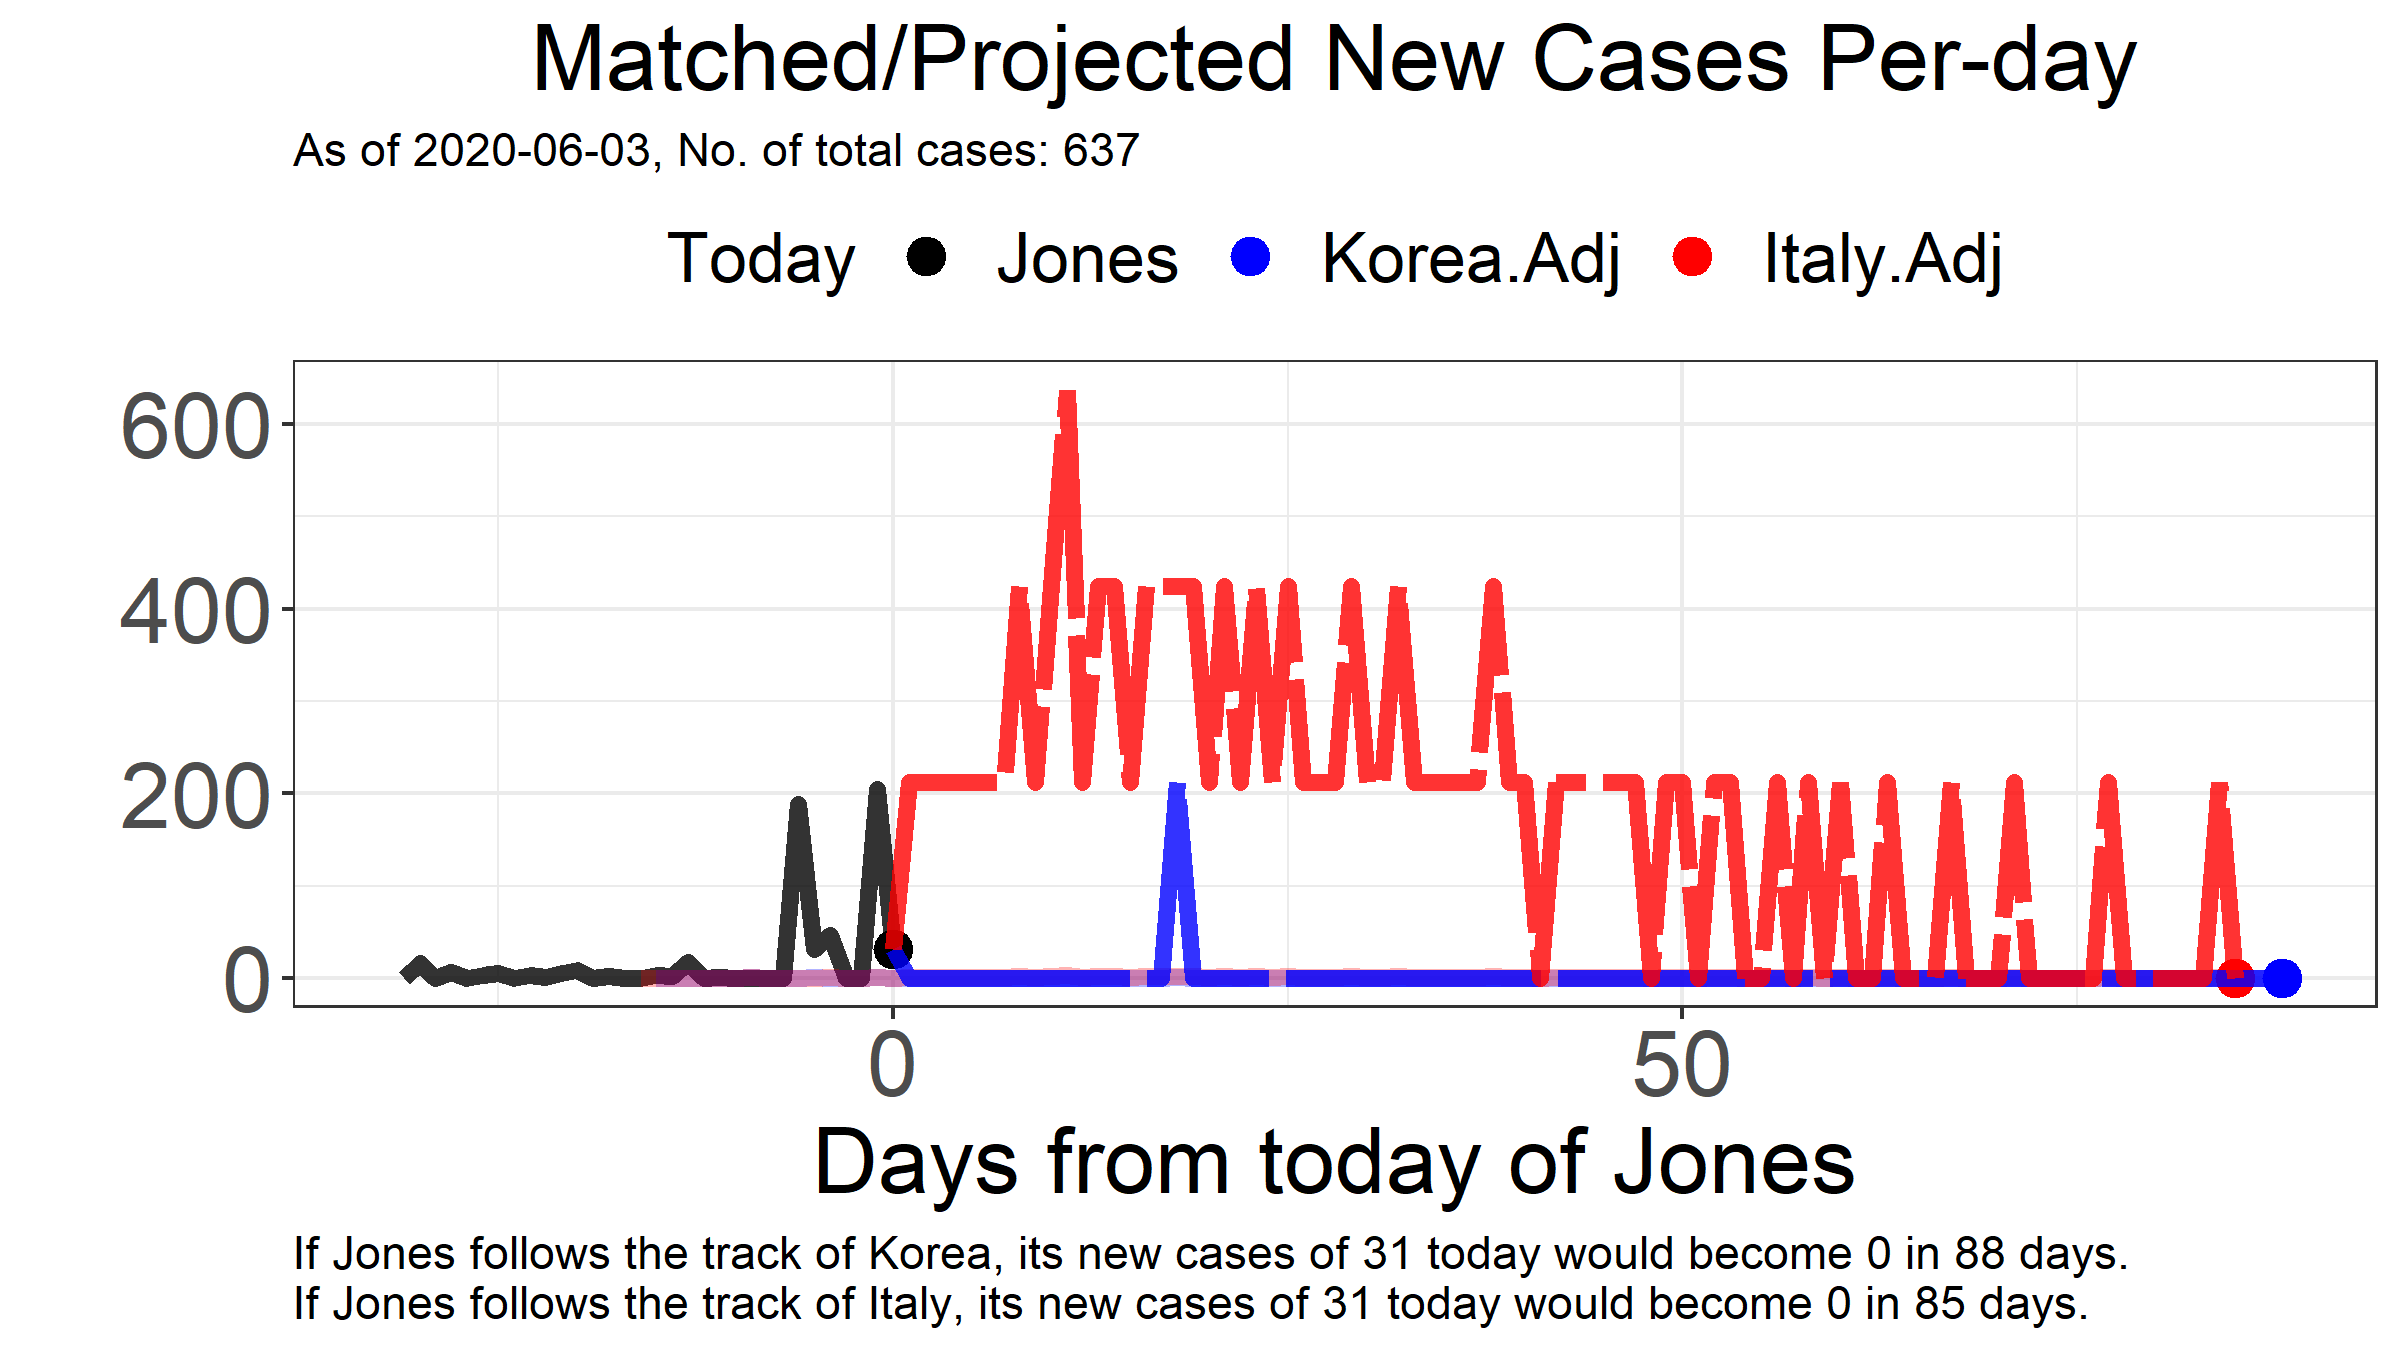 Matched/Projected New Cases Per-day
As of 2020-06-03, No. of total cases: 637
Today Jones Korea.Adj Italy.Adj
600
400
200
0
0 50
Days from today of Jones
If Jones follows the track of Korea, its new cases of 31 today would become 0 in 88 days.
If Jones follows the track of Italy, its new cases of 31 today would become 0 in 85 days.